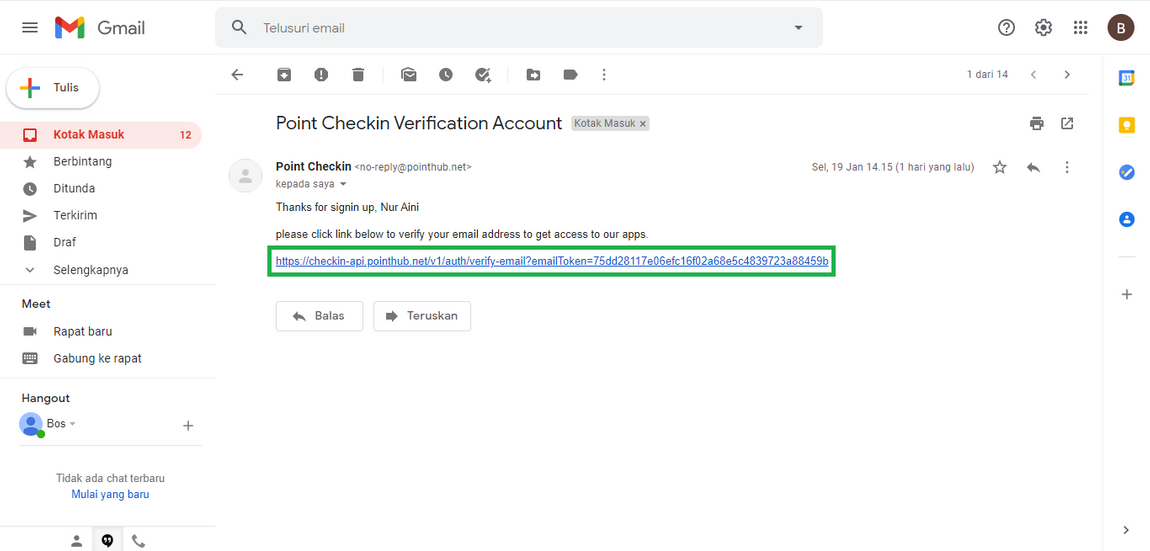 Gmail
Telusuri email
B
Tulis
1 dari 14
31
Kotak Masuk 12
Berbintang
Ditunda
Terkirim
Draf
Selengkapnya
Meet
Rapat baru
Gabung ke rapat
Hangout
Bos
Tidak ada chat terbaru
Mulai yang baru
Point Checkin Verification Account Kotak Masuk ×
Point Checkin <no-reply@pointhub.net> Sel, 19 Jan 14.15 (1 hari yang lalu)
kepada saya
Thanks for signin up, Nur Aini
please click link below to verify your email address to get access to our apps.
https://checkin-api.pointhub.net/v1/auth/verify-email?emailToken=75dd28117e06efc16f02a68e5c4839723a88459b
Balas Teruskan